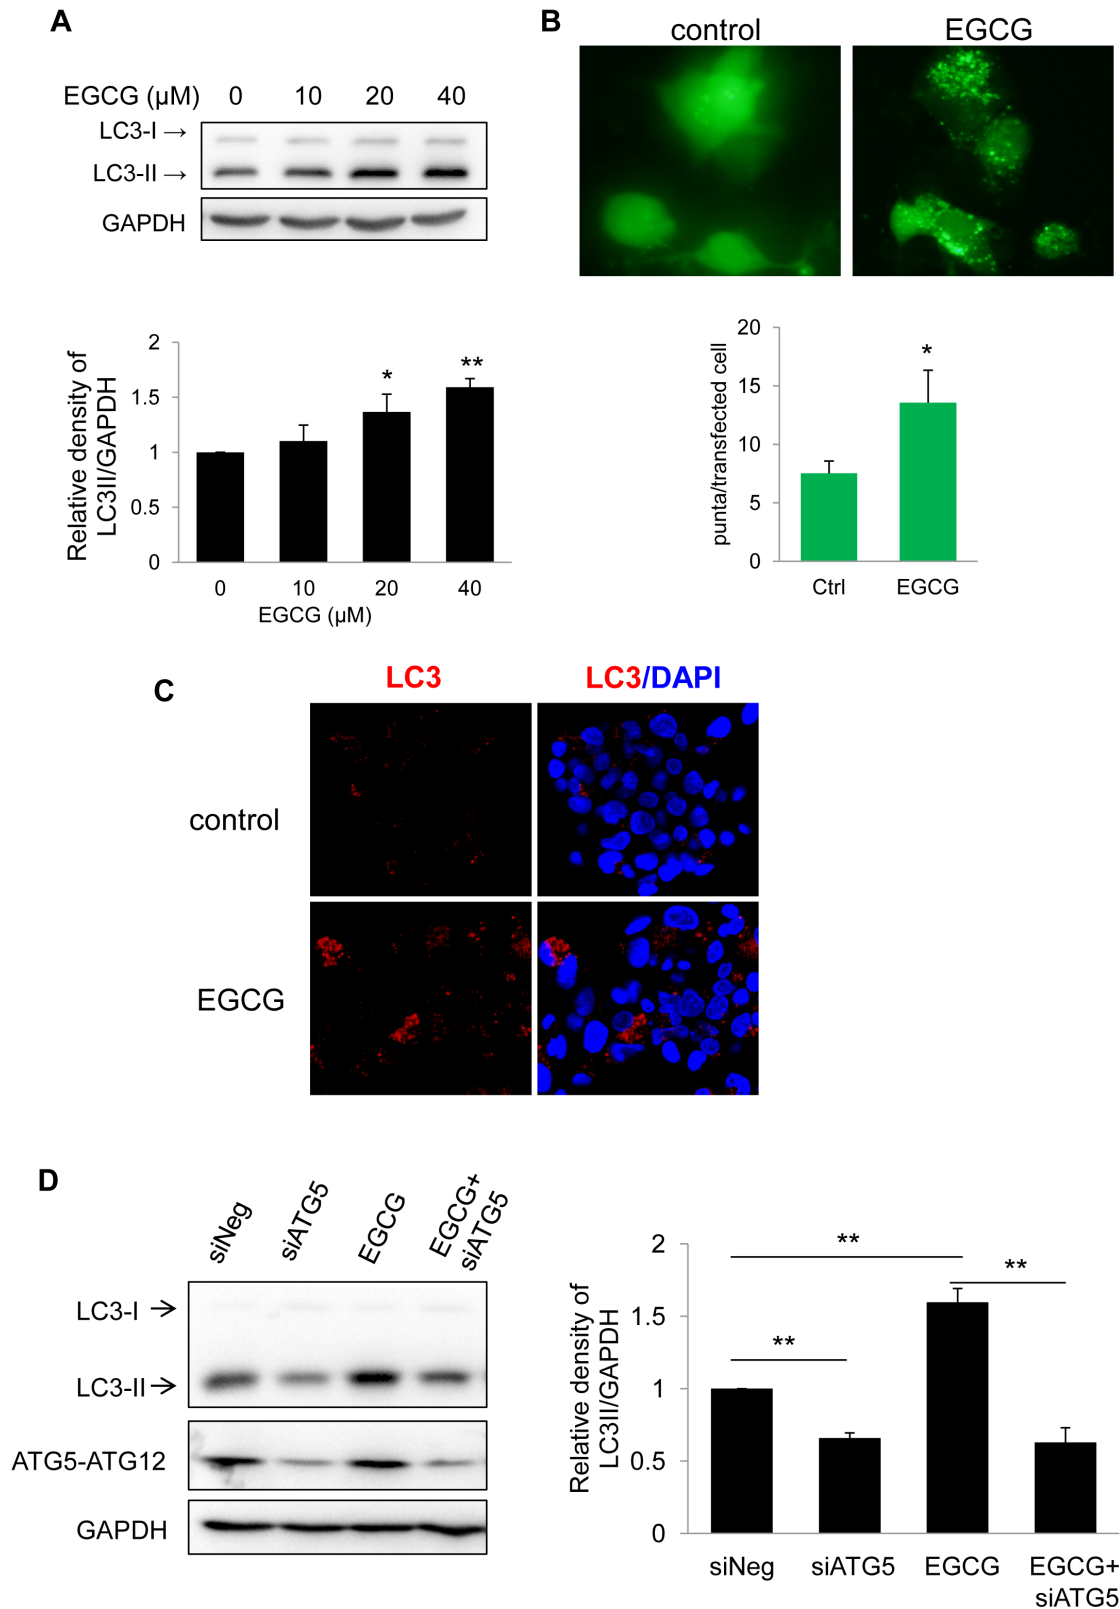 A
EGCG (µM) 0 10 20 40
LC3-I →
LC3-II →
GAPDH
Relative density of
LC3II/GAPDH
2
1.5
1
0.5
0
* **
0 10 20 40
EGCG (µM)
B
control EGCG
punta/transfected cell
20
15
10
5
0
*
Ctrl EGCG
C
LC3 LC3/DAPI
control
EGCG
D
siNeg siATG5 EGCG EGCG+
siATG5
LC3-I →
LC3-II →
ATG5-ATG12
GAPDH
Relative density of
LC3II/GAPDH
2
1.5
1
0.5
0
**
**
**
siNeg siATG5 EGCG EGCG+
siATG5